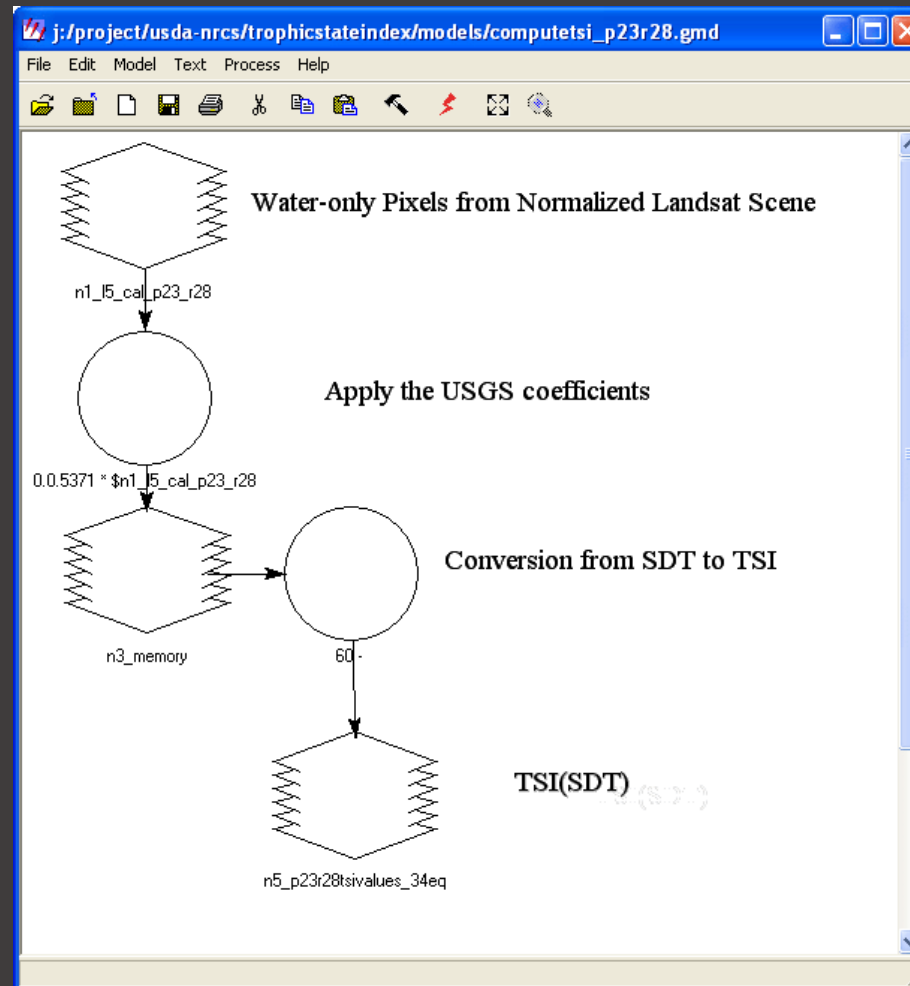 j:/project/usda-nrcs/trophicstateindex/models/computetsi_p23r28.gmd
File Edit Model Text Process Help
Water-only Pixels from Normalized Landsat Scene
n1_l5_cal_p23_r28
Apply the USGS coefficients
0.0.5371 * $n1_l5_cal_p23_r28
Conversion from SDT to TSI
n3_memory
60 -
TSI(SDT)
n5_p23r28tsivalues_34eq